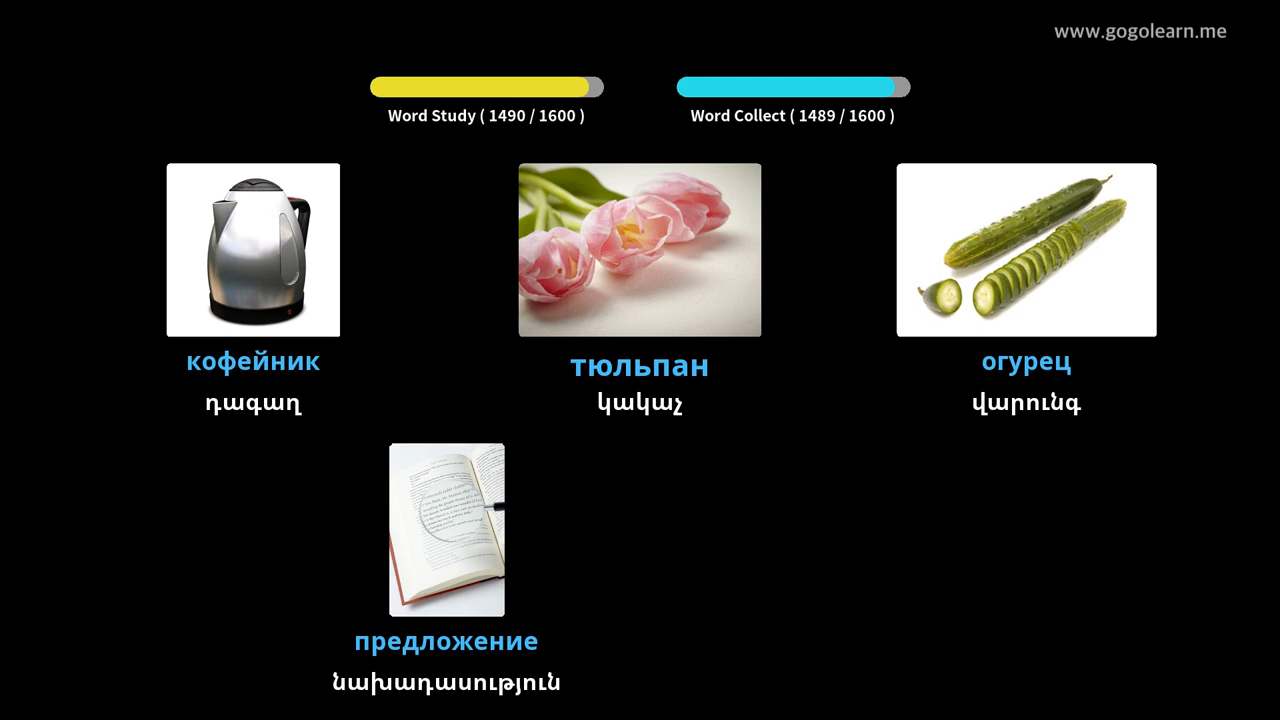 www.gogolearn.me
Word Study ( 1490 / 1600 )
Word Collect ( 1489 / 1600 )
кофейник
тюльпан
огурец
դագաղ
կակաչ
վարունգ
предложение
նախադասություն